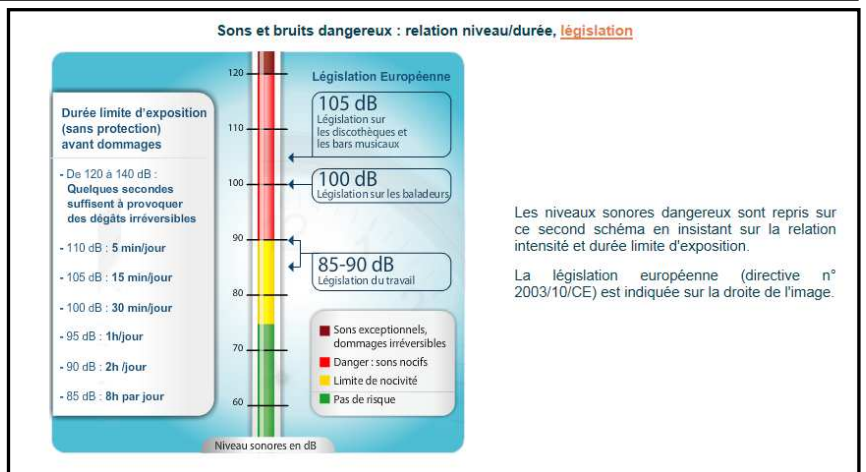 Sons et bruits dangereux : relation niveau/durée, législation
Durée limite d'exposition
(sans protection)
avant dommages
- De 120 à 140 dB :
Quelques secondes
suffisent à provoquer
des dégâts irréversibles
- 110 dB : 5 min/jour
- 105 dB : 15 min/jour
- 100 dB : 30 min/jour
- 95 dB : 1h/jour
- 90 dB : 2h /jour
- 85 dB : 8h par jour
120
110
100
90
80
70
60
Niveau sonores en dB
Législation Européenne
105 dB
Législation sur
les discothèques et
les bars musicaux
100 dB
Législation sur les baladeurs
85-90 dB
Législation du travail
Sons exceptionnels,
dommages irréversibles
Danger : sons nocifs
Limite de nocivité
Pas de risque
Les niveaux sonores dangereux sont repris sur
ce second schéma en insistant sur la relation
intensité et durée limite d'exposition.
La législation européenne (directive n°
2003/10/CE) est indiquée sur la droite de l'image.